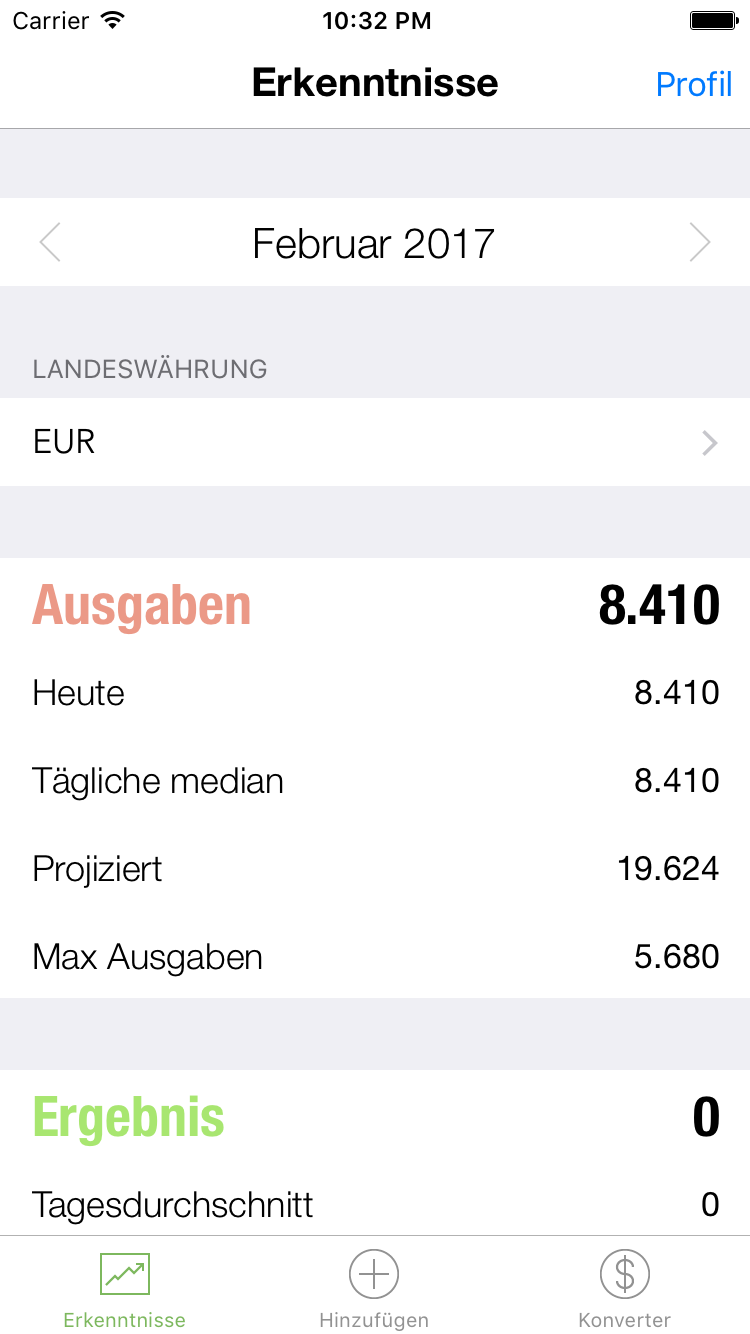 Carrier 10:32 PM
Erkenntnisse Profil
Februar 2017
LANDESWÄHRUNG
EUR
Ausgaben 8.410
Heute 8.410
Tägliche median 8.410
Projiziert 19.624
Max Ausgaben 5.680
Ergebnis 0
Tagesdurchschnitt 0
Erkenntnisse Hinzufügen Konverter